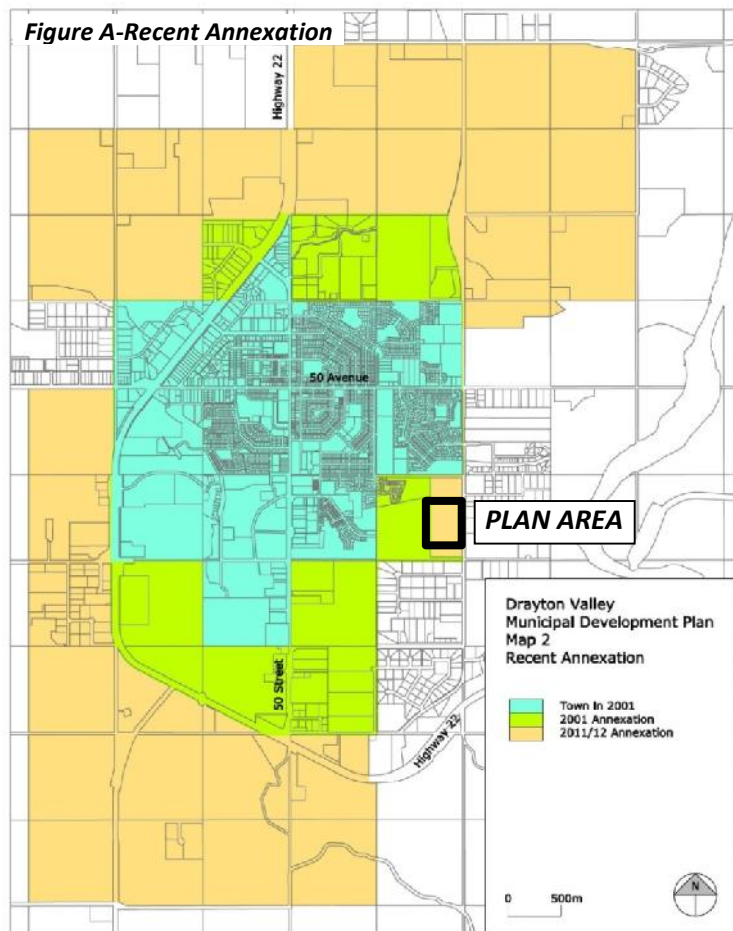 Figure A-Recent Annexation
Highway 22
50 Avenue
PLAN AREA
50 Street
Highway 22
Drayton Valley
Municipal Development Plan
Map 2
Recent Annexation
Town in 2001
2001 Annexation
2011/12 Annexation
N
0 500m